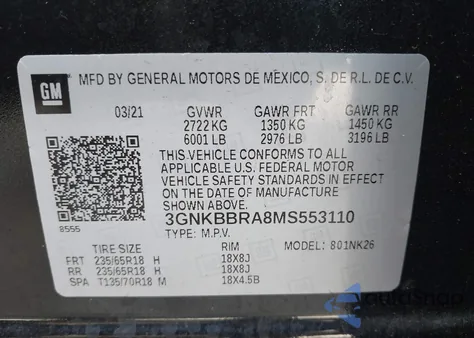 GM
MFD BY GENERAL MOTORS DE MEXICO, S. DE R.L. DE C.V.
03/21 GVWR GAWR FRT GAWR RR
2722 KG 1350 KG 1450 KG
6001 LB 2976 LB 3196 LB
THIS VEHICLE CONFORMS TO ALL
APPLICABLE U.S. FEDERAL MOTOR
VEHICLE SAFETY STANDARDS IN EFFECT
ON THE DATE OF MANUFACTURE
SHOWN ABOVE.
3GNKBBRA8MS553110
8555 TYPE: M.P.V. MODEL: 801NK26
TIRE SIZE RIM
FRT 235/65R18 H 18X8J
RR 235/65R18 H 18X8J
SPA T135/70R18 M 18X4.5B
AutoSnap